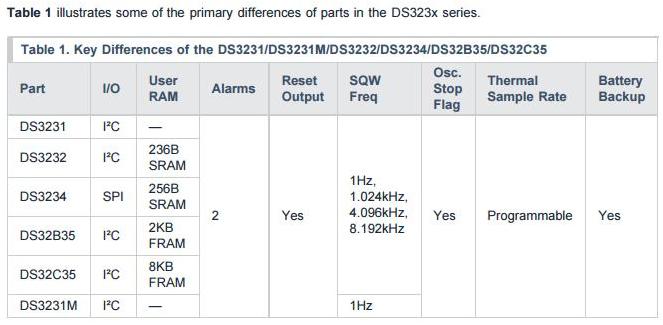 Table 1 illustrates some of the primary differences of parts in the DS323x series.
Table 1. Key Differences of the DS3231/DS3231M/DS3232/DS3234/DS32B35/DS32C35
Part I/O User RAM Alarms Reset Output SQW Freq Osc. Stop Flag Thermal Sample Rate Battery Backup
DS3231 I²C — 2 Yes 1Hz, 1.024kHz, 4.096kHz, 8.192kHz Yes Programmable Yes
DS3232 I²C 236B SRAM
DS3234 SPI 256B SRAM
DS32B35 I²C 2KB FRAM
DS32C35 I²C 8KB FRAM
DS3231M I²C — 1Hz